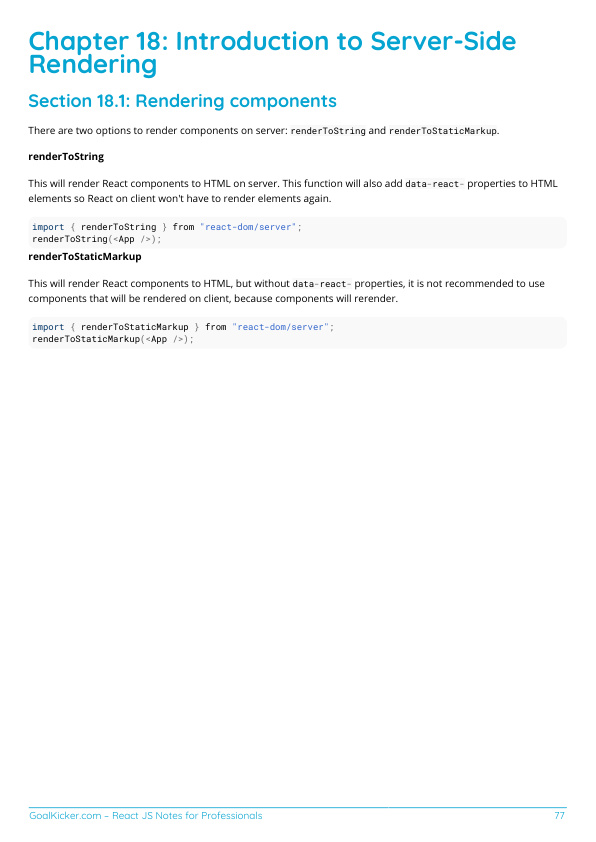 Chapter 18: Introduction to Server-Side
Rendering
Section 18.1: Rendering components
There are two options to render components on server: renderToString and renderToStaticMarkup.
renderToString
This will render React components to HTML on server. This function will also add data-react- properties to HTML
elements so React on client won't have to render elements again.
import { renderToString } from "react-dom/server";
renderToString(<App />);
renderToStaticMarkup
This will render React components to HTML, but without data-react- properties, it is not recommended to use
components that will be rendered on client, because components will rerender.
import { renderToStaticMarkup } from "react-dom/server";
renderToStaticMarkup(<App />);
GoalKicker.com – React JS Notes for Professionals 77